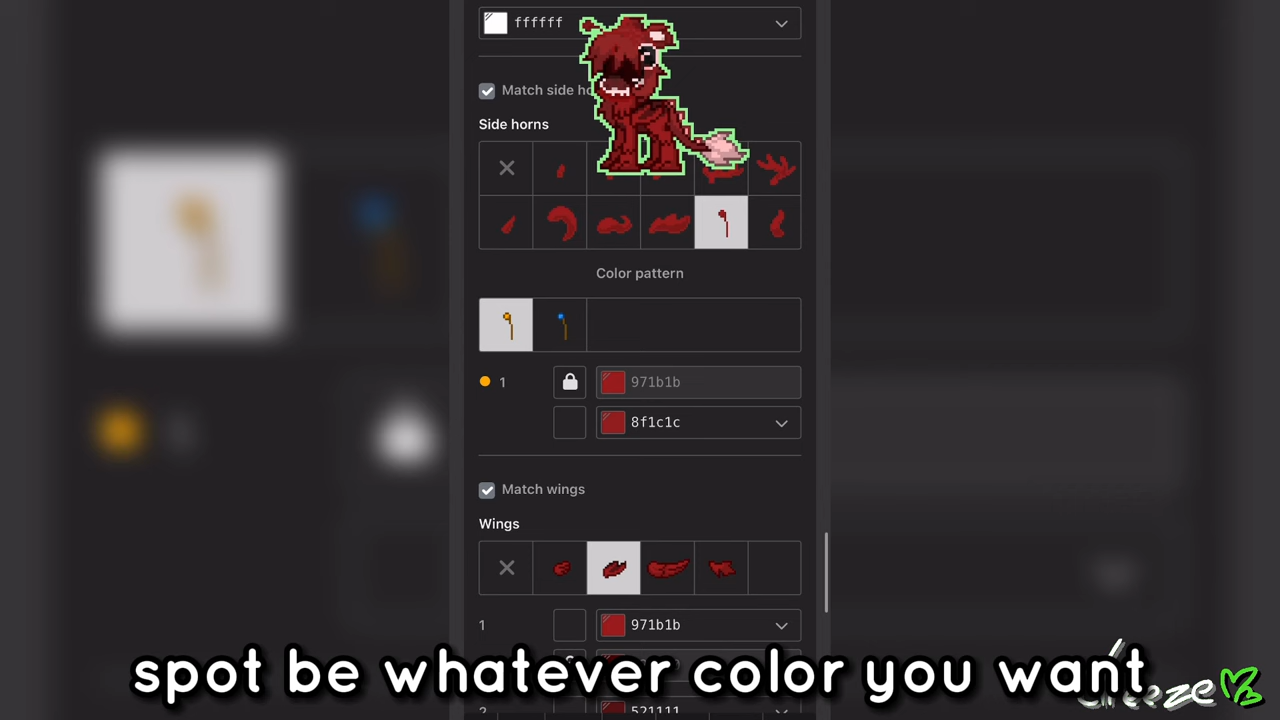 ffffff
Match side ho
Side horns
Color pattern
1 971b1b
8f1c1c
Match wings
Wings
1 971b1b
2 521111
spot be whatever color you want